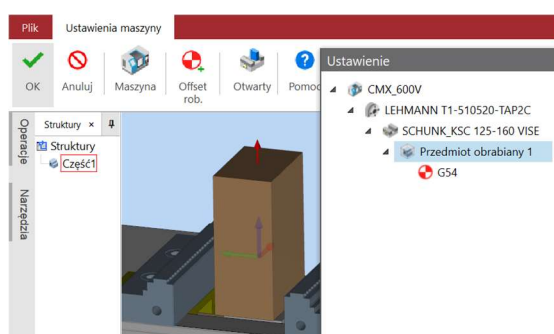 Plik
Ustawienia maszyny
OK
Anuluj
Maszyna
Offset
rob.
Otwarty
Pomoc
Operacje
Narzędzia
Struktury ×
Struktury
Część1
Ustawienie
CMX_600V
LEHMANN T1-510520-TAP2C
SCHUNK_KSC 125-160 VISE
Przedmiot obrabiany 1
G54